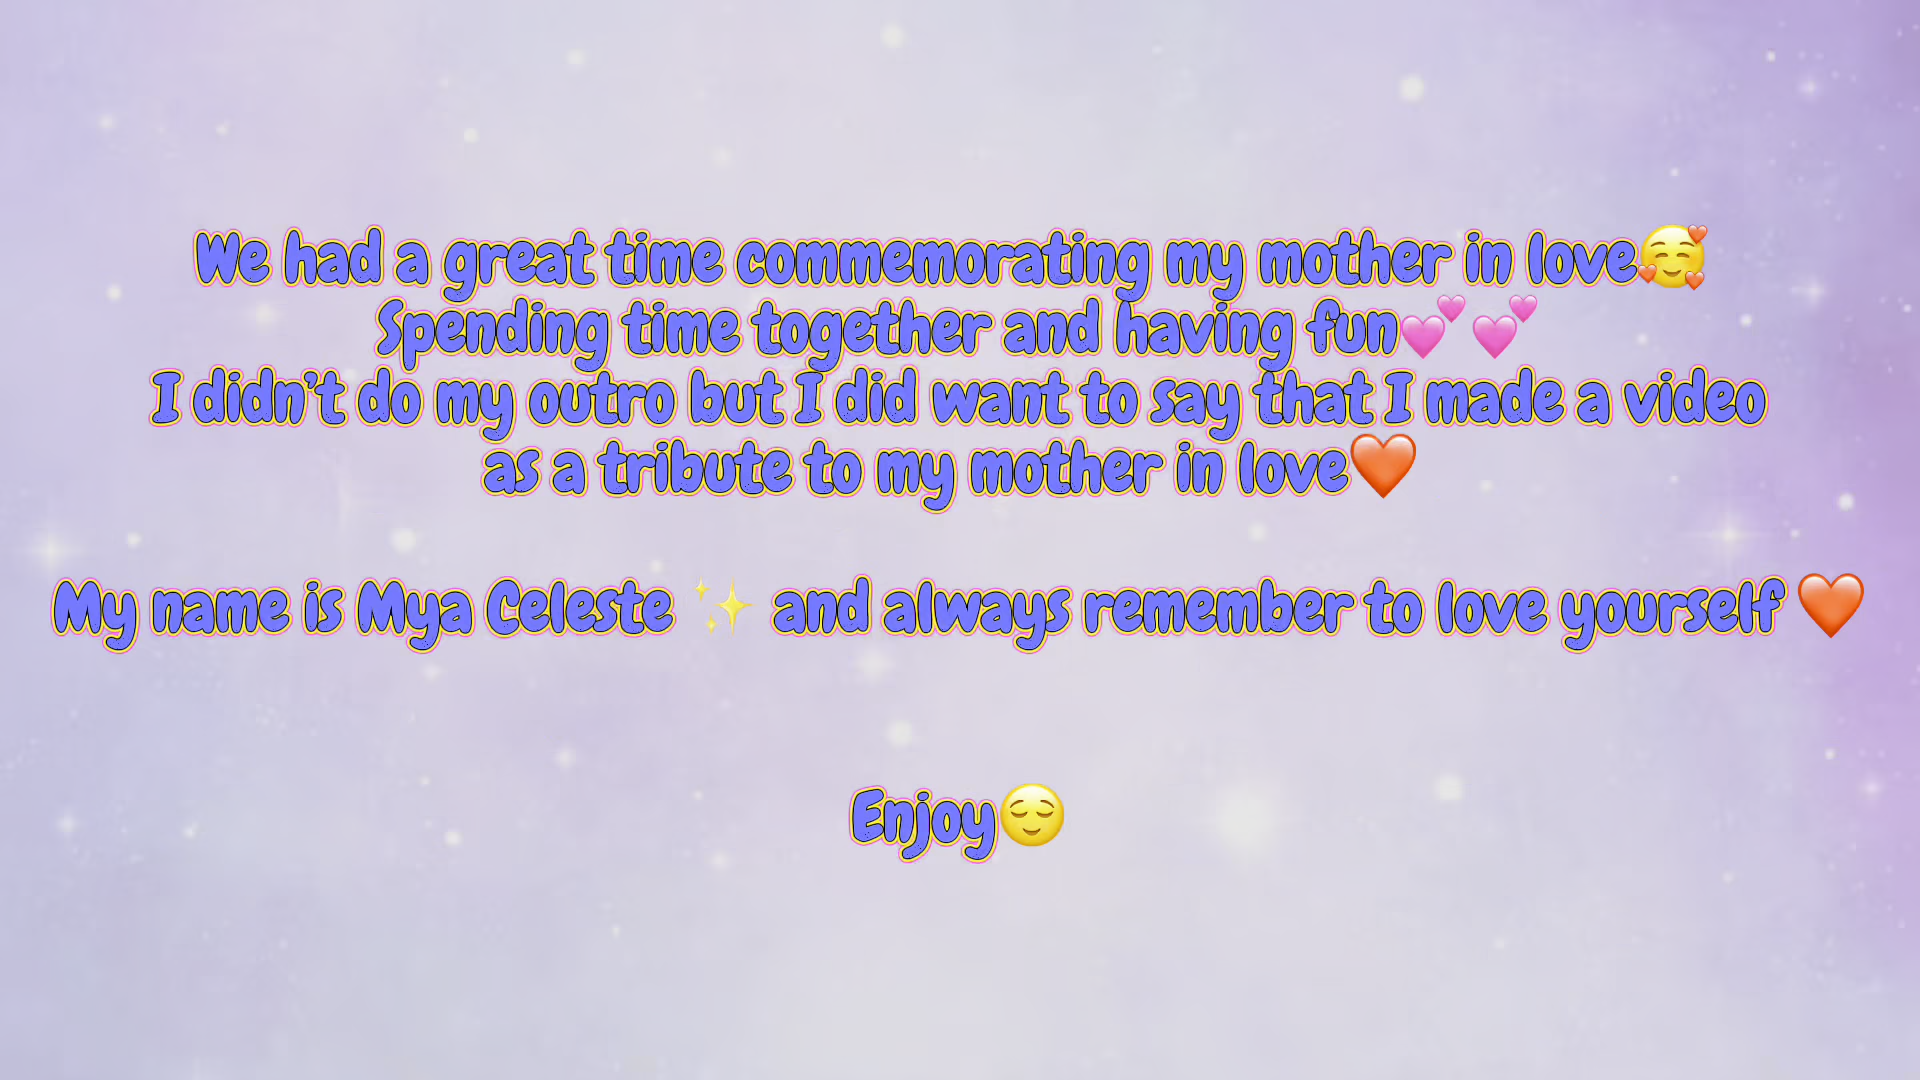 We had a great time commemorating my mother in love🥰
Spending time together and having fun💕💕
I didn't do my outro but I did want to say that I made a video
as a tribute to my mother in love❤️
My name is Mya Celeste ✨ and always remember to love yourself ❤️
Enjoy😌